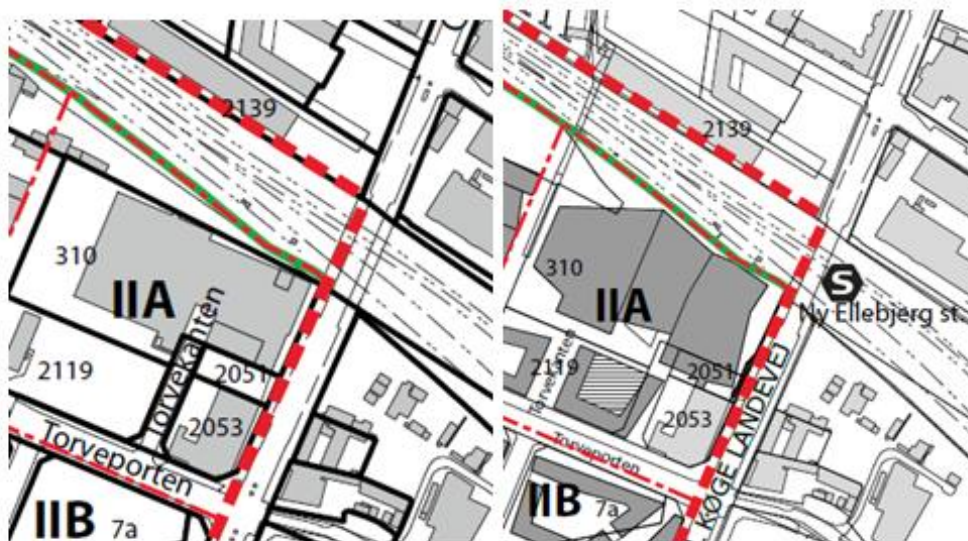 2139
310
IIA
Torvekanten
2119
2051
2053
Torveporten
IIB
7a
2139
310
IIA
S
Ny Ellebjerg st.
2119
Torvekanten
2051
2053
Torveporten
KØGE LANDEVEJ
IIB
7a